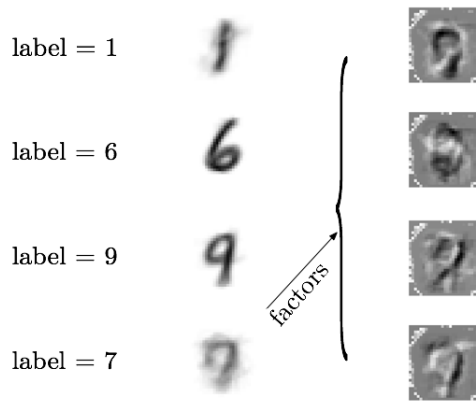 label = 1
label = 6
label = 9
factors
label = 7